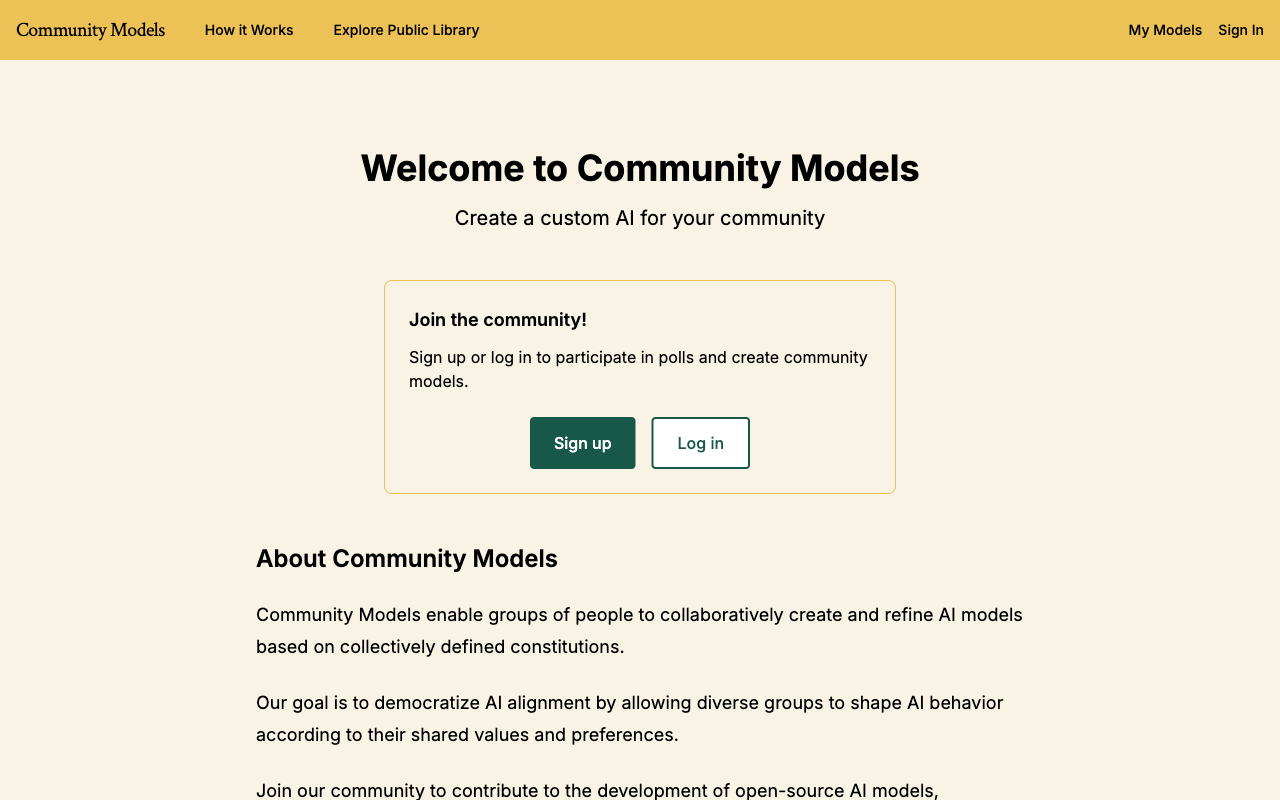 Community Models
How it Works
Explore Public Library
My Models
Sign In
Welcome to Community Models
Create a custom AI for your community
Join the community!
Sign up or log in to participate in polls and create community
models.
Sign up
Log in
About Community Models
Community Models enable groups of people to collaboratively create and refine AI models
based on collectively defined constitutions.
Our goal is to democratize AI alignment by allowing diverse groups to shape AI behavior
according to their shared values and preferences.
Join our community to contribute to the development of open-source AI models,